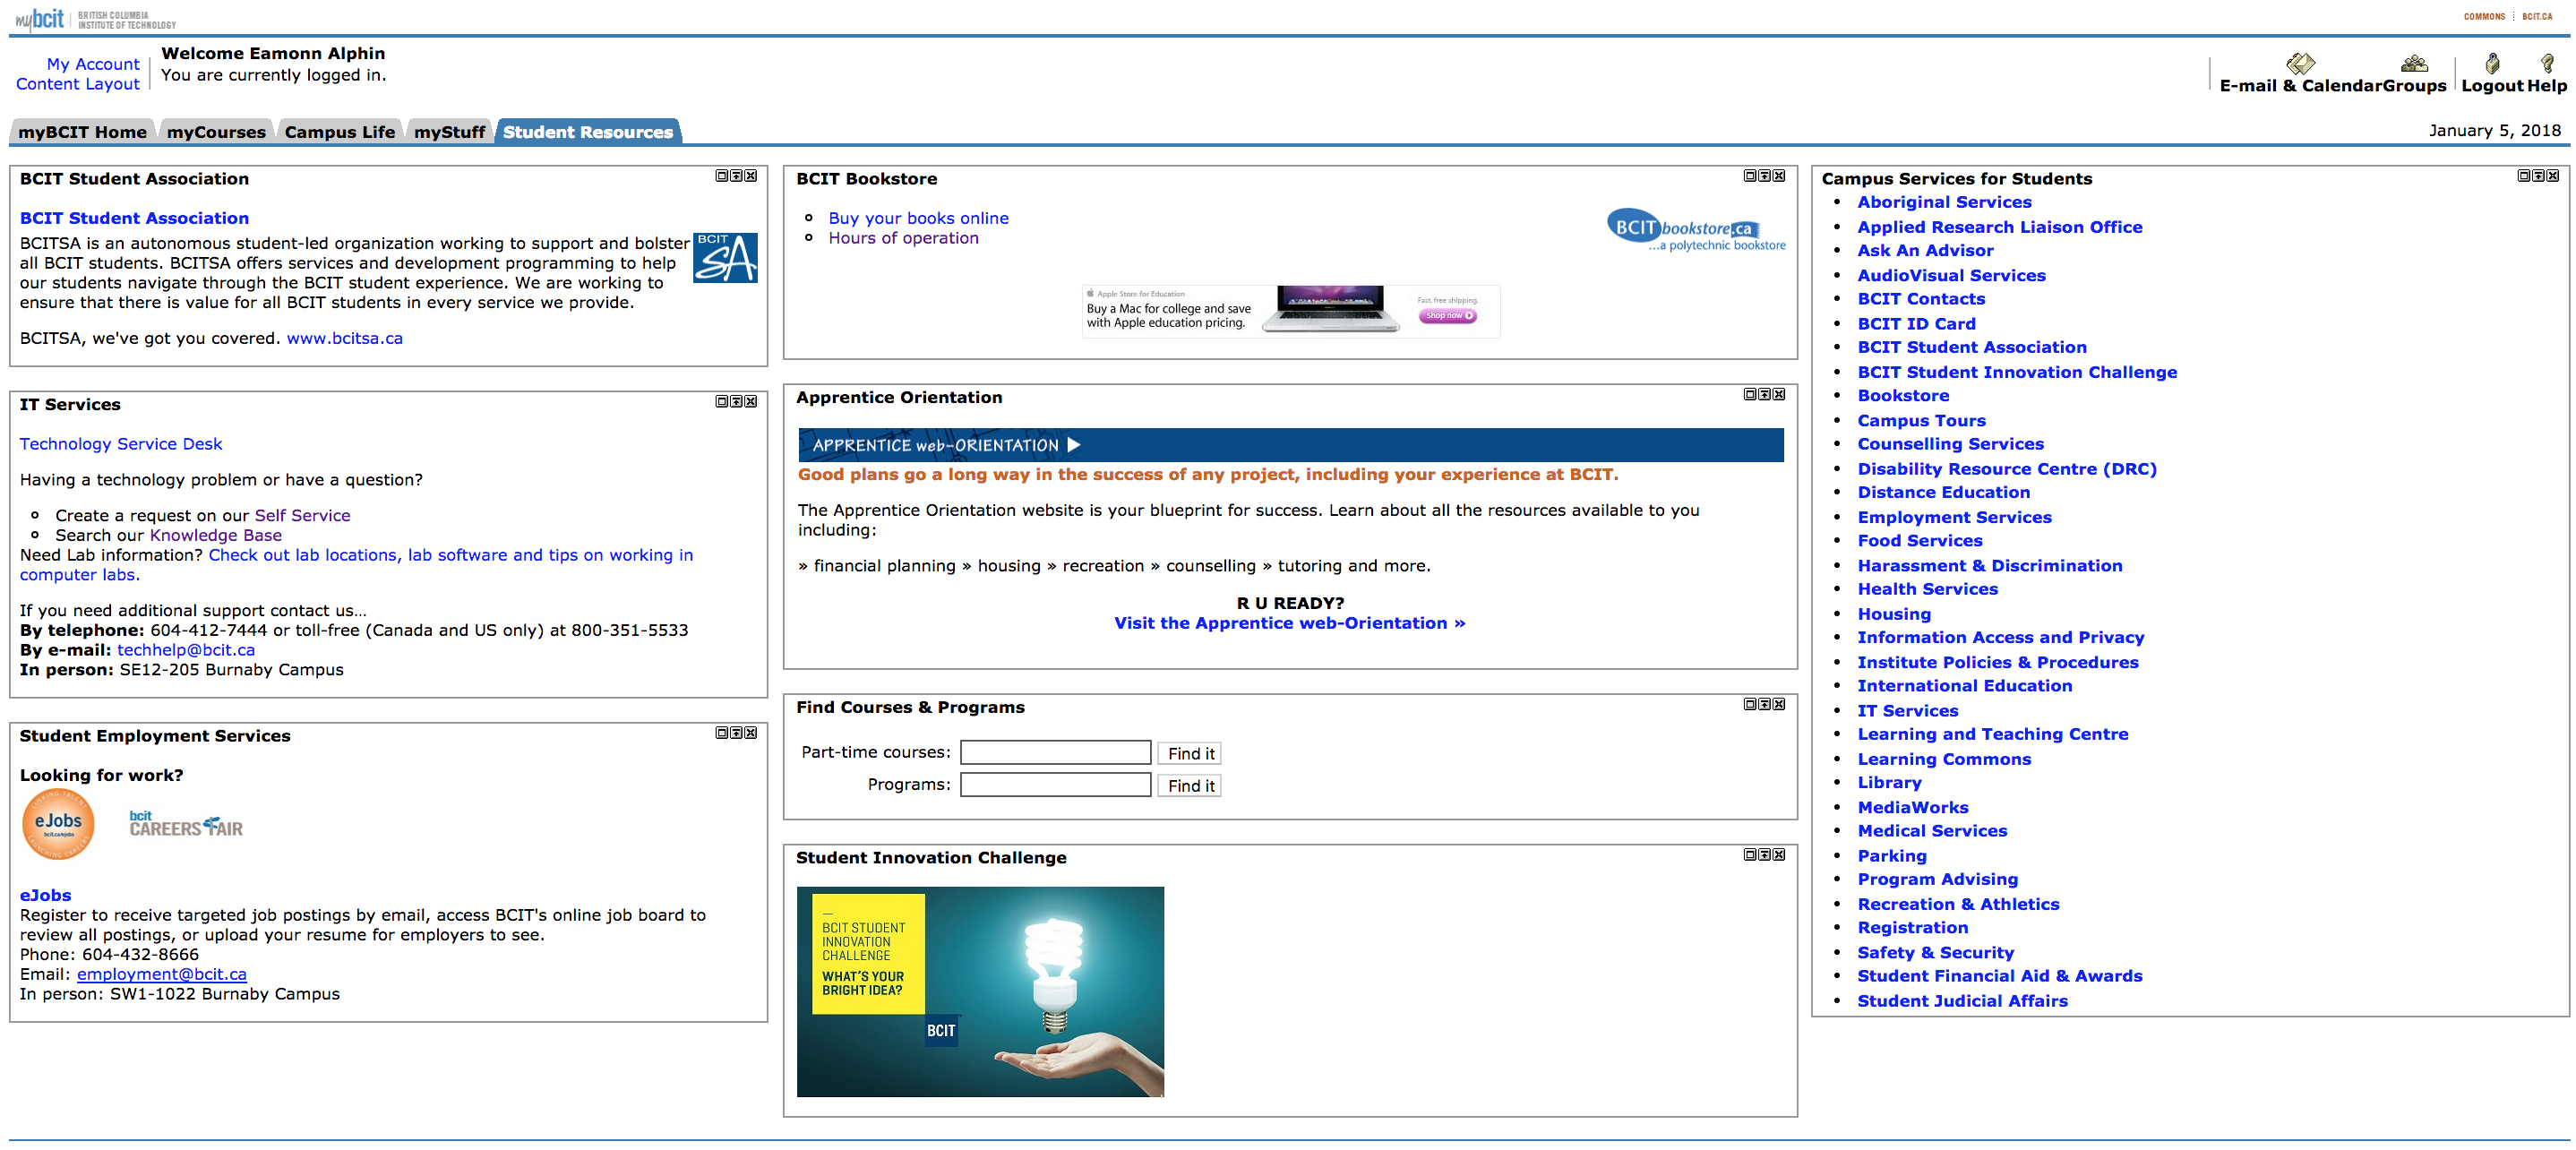 mybcit BRITISH COLUMBIA
INSTITUTE OF TECHNOLOGY
COMMONS BCIT.CA
My Account
Content Layout
Welcome Eamonn Alphin
You are currently logged in.
E-mail & Calendar Groups Logout Help
myBCIT Home myCourses Campus Life myStuff Student Resources
January 5, 2018
BCIT Student Association
BCIT Student Association
BCITSA is an autonomous student-led organization working to support and bolster
all BCIT students. BCITSA offers services and development programming to help
our students navigate through the BCIT student experience. We are working to
ensure that there is value for all BCIT students in every service we provide.
BCIT
SA
BCITSA, we've got you covered. www.bcitsa.ca
IT Services
Technology Service Desk
Having a technology problem or have a question?
Create a request on our Self Service
Search our Knowledge Base
Need Lab information? Check out lab locations, lab software and tips on working in
computer labs.
If you need additional support contact us...
By telephone: 604-412-7444 or toll-free (Canada and US only) at 800-351-5533
By e-mail: techhelp@bcit.ca
In person: SE12-205 Burnaby Campus
Student Employment Services
Looking for work?
LINKING TALENT
eJobs
bcit.ca/ejobs
LAUNCHING CAREERS
bcit
CAREERS FAIR
eJobs
Register to receive targeted job postings by email, access BCIT's online job board to
review all postings, or upload your resume for employers to see.
Phone: 604-432-8666
Email: employment@bcit.ca
In person: SW1-1022 Burnaby Campus
BCIT Bookstore
Buy your books online
Hours of operation
BCIT bookstore.ca
...a polytechnic bookstore
Apple Store for Education
Buy a Mac for college and save
with Apple education pricing.
Fast, free shipping.
Shop now
Apprentice Orientation
APPRENTICE web-ORIENTATION
Good plans go a long way in the success of any project, including your experience at BCIT.
The Apprentice Orientation website is your blueprint for success. Learn about all the resources available to you
including:
» financial planning » housing » recreation » counselling » tutoring and more.
R U READY?
Visit the Apprentice web-Orientation »
Find Courses & Programs
Part-time courses: Find it
Programs: Find it
Student Innovation Challenge
BCIT STUDENT
INNOVATION
CHALLENGE
WHAT'S YOUR
BRIGHT IDEA?
BCIT
Campus Services for Students
Aboriginal Services
Applied Research Liaison Office
Ask An Advisor
AudioVisual Services
BCIT Contacts
BCIT ID Card
BCIT Student Association
BCIT Student Innovation Challenge
Bookstore
Campus Tours
Counselling Services
Disability Resource Centre (DRC)
Distance Education
Employment Services
Food Services
Harassment & Discrimination
Health Services
Housing
Information Access and Privacy
Institute Policies & Procedures
International Education
IT Services
Learning and Teaching Centre
Learning Commons
Library
MediaWorks
Medical Services
Parking
Program Advising
Recreation & Athletics
Registration
Safety & Security
Student Financial Aid & Awards
Student Judicial Affairs